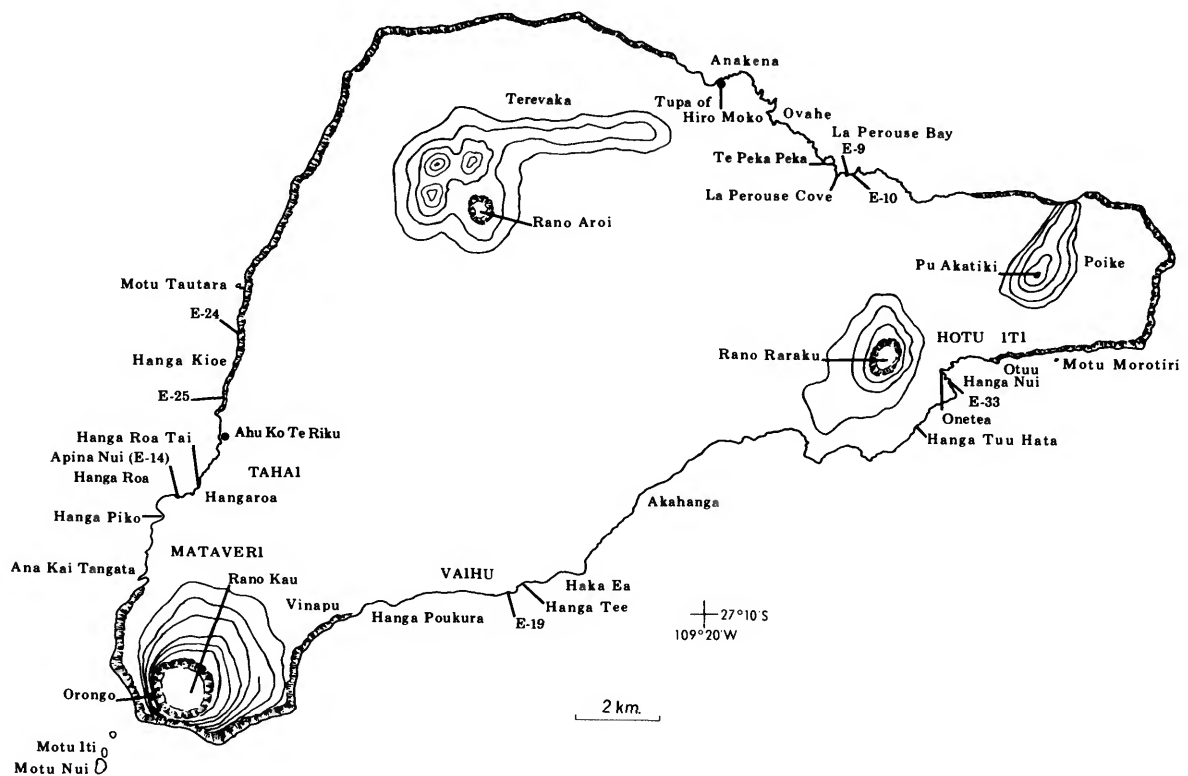 Anakena
Terevaka
Tupa of
Hiro Moko
Ovahe
La Perouse Bay
E-9
Te Peka Peka
La Perouse Cove
E-10
Rano Aroi
Pu Akatiki
Poike
Motu Tautara
E-24
Hanga Kioe
E-25
HOTU ITI
Rano Raraku
Otuu
Motu Morotiri
Hanga Nui
E-33
Onetea
Hanga Tuu Hata
Ahu Ko Te Riku
Hanga Roa Tai
Apina Nui (E-14)
Hanga Roa
TAHAI
Hangaroa
Hanga Piko
Akahanga
MATAVERI
Ana Kai Tangata
Rano Kau
VAIHU
Haka Ea
Hanga Tee
Vinapu
Hanga Poukura
E-19
27°10'S
109°20'W
Orongo
2 km.
Motu Iti
Motu Nui